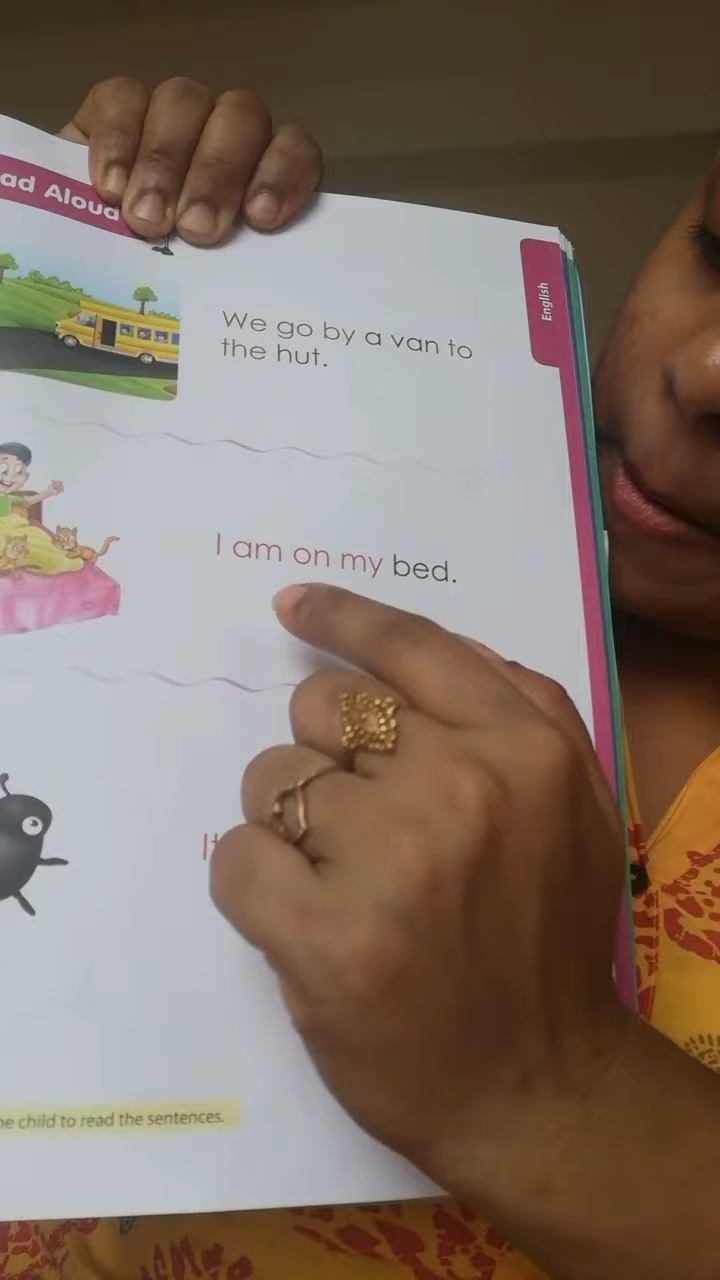 ad Aloud
English
We go by a van to
the hut.
I am on my bed.
It
he child to read the sentences.